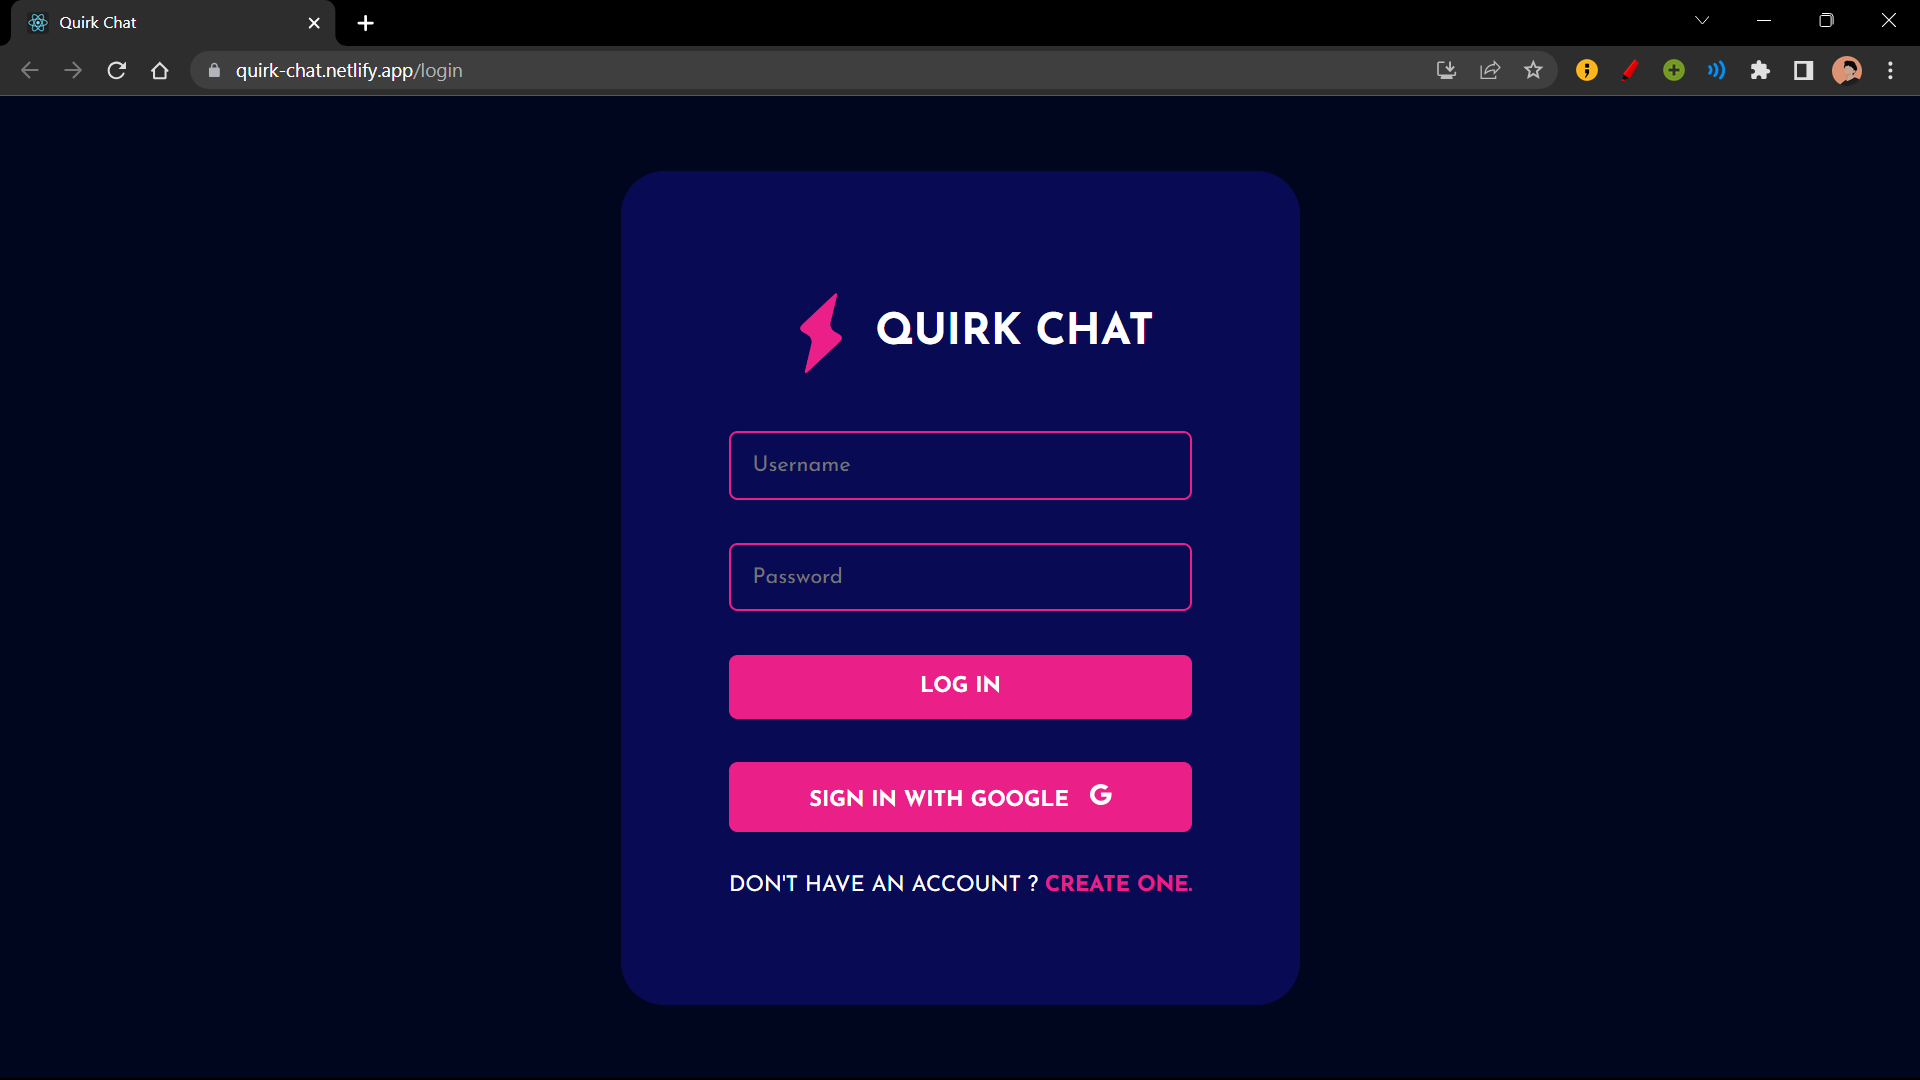 Quirk Chat
quirk-chat.netlify.app/login
QUIRK CHAT
Username
Password
LOG IN
SIGN IN WITH GOOGLE G
DON'T HAVE AN ACCOUNT ? CREATE ONE.